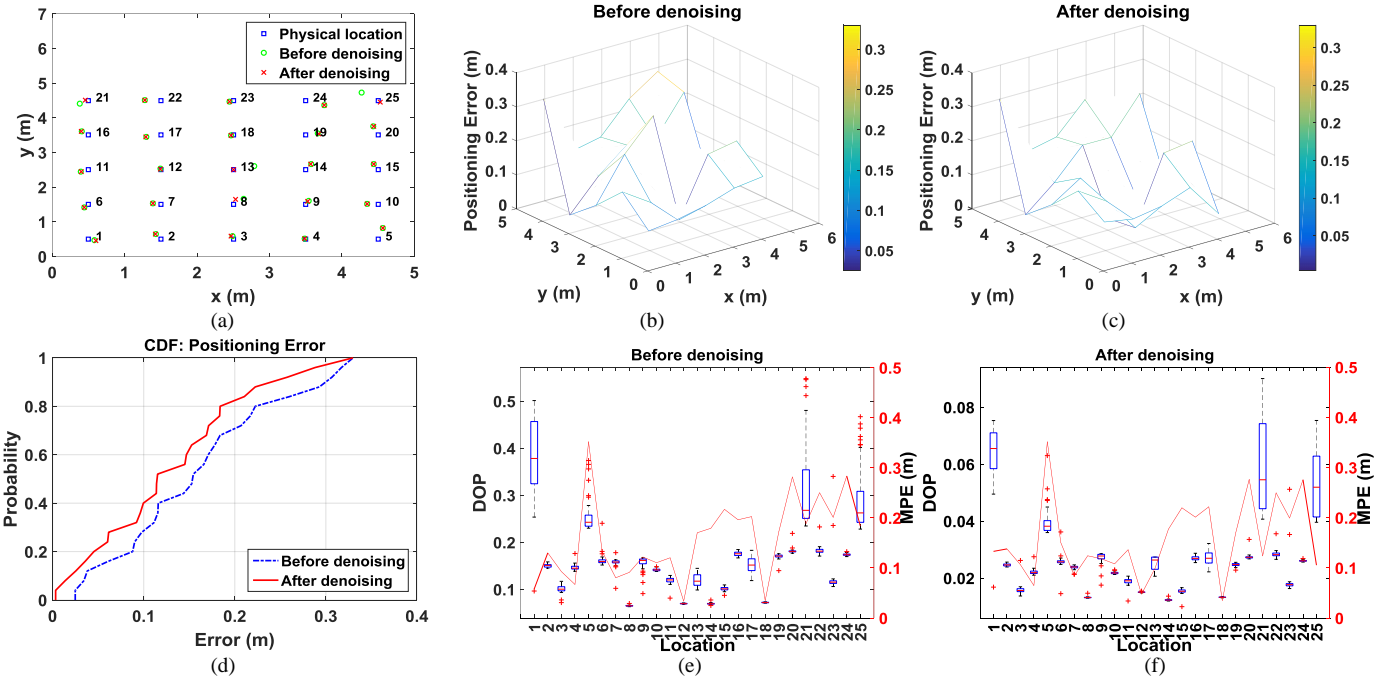 7
6
5
4
3
2
1
0
y (m)
Physical location
Before denoising
After denoising
21 22 23 24 25
16 17 18 19 20
11 12 13 14 15
6 7 8 9 10
1 2 3 4 5
0 1 2 3 4 5
x (m)
(a)
Before denoising
Positioning Error (m)
0.4
0.3
0.2
0.1
0
5
4
3
2
1
0
y (m)
0
1
2
3
4
5
6
x (m)
0.3
0.25
0.2
0.15
0.1
0.05
(b)
After denoising
Positioning Error (m)
0.4
0.3
0.2
0.1
0
5
4
3
2
1
0
y (m)
0
1
2
3
4
5
6
x (m)
0.3
0.25
0.2
0.15
0.1
0.05
(c)
CDF: Positioning Error
Probability
1
0.8
0.6
0.4
0.2
0
Before denoising
After denoising
0 0.1 0.2 0.3 0.4
Error (m)
(d)
Before denoising
DOP
0.5
0.4
0.3
0.2
0.1
0.5
0.4
0.3
0.2
0.1
0
MPE (m)
1 2 3 4 5 6 7 8 9 10 11 12 13 14 15 16 17 18 19 20 21 22 23 24 25
Location
(e)
After denoising
DOP
0.08
0.06
0.04
0.02
0.5
0.4
0.3
0.2
0.1
0
MPE (m)
1 2 3 4 5 6 7 8 9 10 11 12 13 14 15 16 17 18 19 20 21 22 23 24 25
Location
(f)